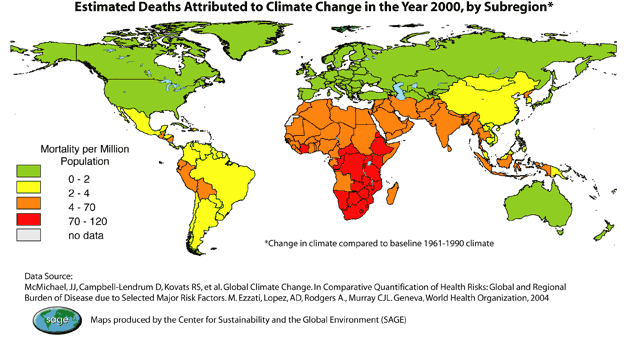 Estimated Deaths Attributed to Climate Change in the Year 2000, by Subregion*
Mortality per Million
Population
0 - 2
2 - 4
4 - 70
70 - 120
no data
*Change in climate compared to baseline 1961-1990 climate
Data Source:
McMichael, JJ, Campbell-Lendrum D, Kovats RS, et al. Global Climate Change. In Comparative Quantification of Health Risks: Global and Regional
Burden of Disease due to Selected Major Risk Factors. M. Ezzati, Lopez, AD, Rodgers A., Murray CJL. Geneva, World Health Organization, 2004
sage
Maps produced by the Center for Sustainability and the Global Environment (SAGE)